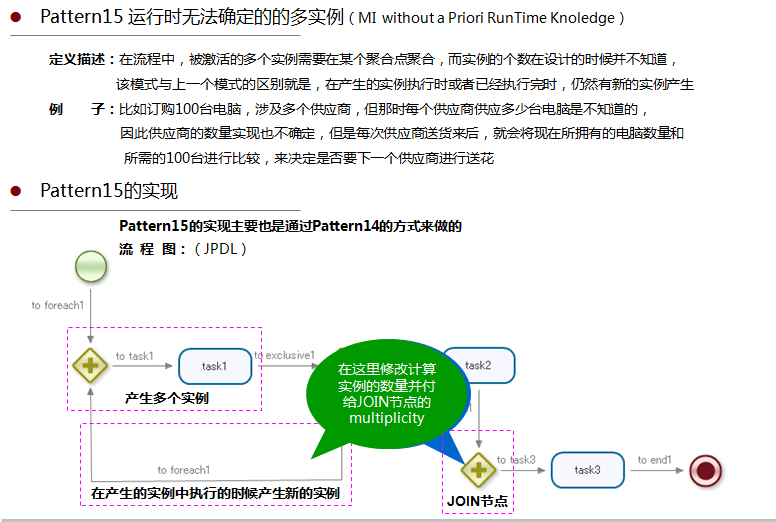 Pattern15 运行时无法确定的的多实例（MI without a Priori RunTime Knoledge）
定义描述：在流程中，被激活的多个实例需要在某个聚合点聚合，而实例的个数在设计的时候并不知道，
该模式与上一个模式的区别就是，在产生的实例执行时或者已经执行完时，仍然有新的实例产生
例 子：比如订购100台电脑，涉及多个供应商，但那时每个供应商供应多少台电脑是不知道的，
因此供应商的数量实现也不确定，但是每次供应商送货来后，就会将现在所拥有的电脑数量和
所需的100台进行比较，来决定是否要下一个供应商进行送花
Pattern15的实现
Pattern15的实现主要也是通过Pattern14的方式来做的
流 程 图：（JPDL）
to foreach1
to task1
task1
to exclusive1
在这里修改计算
实例的数量并付
给JOIN节点的
multiplicity
task2
产生多个实例
to foreach1
在产生的实例中执行的时候产生新的实例
to task3
task3
to end1
JOIN节点